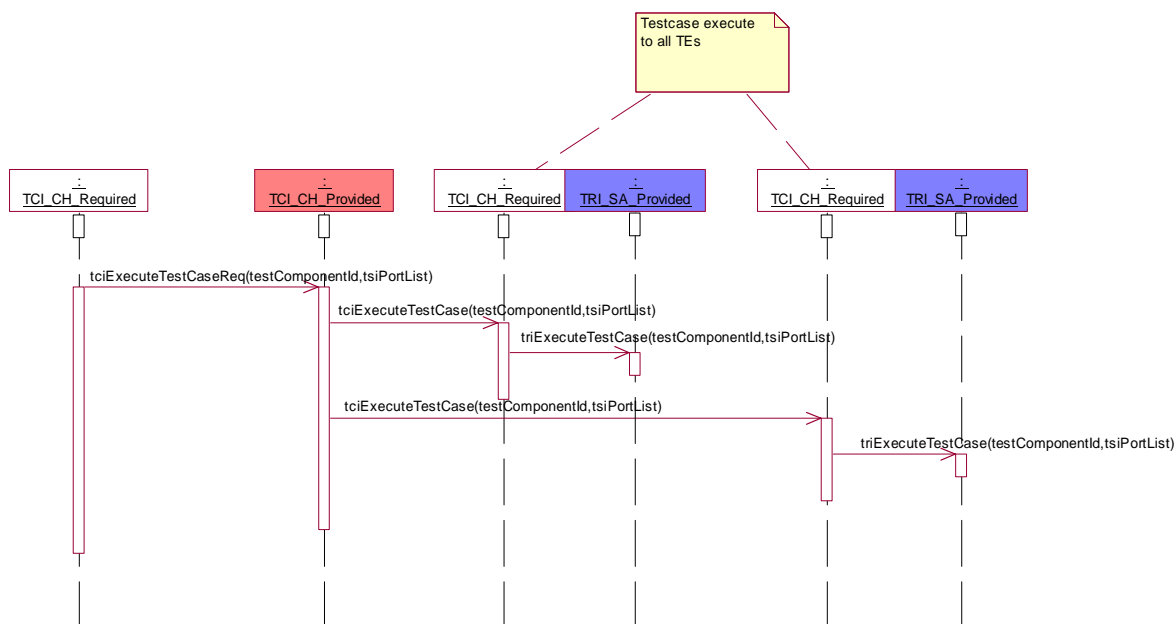 Testcase execute
to all TEs
:
TCI_CH_Required
:
TCI_CH_Provided
:
TCI_CH_Required
:
TRI_SA_Provided
:
TCI_CH_Required
:
TRI_SA_Provided
tciExecuteTestCaseReq(testComponentId,tsiPortList)
tciExecuteTestCase(testComponentId,tsiPortList)
triExecuteTestCase(testComponentId,tsiPortList)
tciExecuteTestCase(testComponentId,tsiPortList)
triExecuteTestCase(testComponentId,tsiPortList)